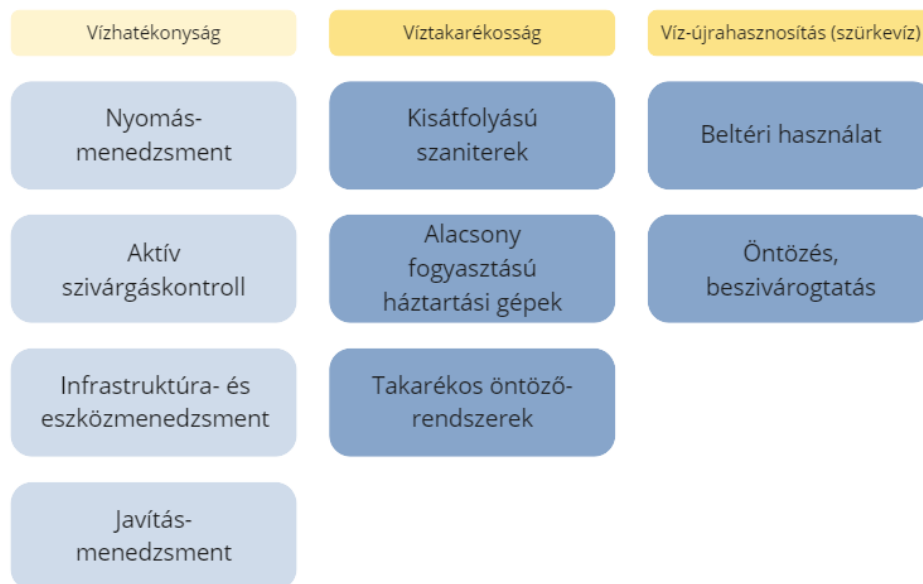 Vízhatékonyság
Víztakarékosság
Víz-újrahasznosítás (szürkevíz)
Nyomás-
menedzsment
Kisátfolyású
szaniterek
Beltéri használat
Aktív
szivárgáskontroll
Alacsony
fogyasztású
háztartási gépek
Öntözés,
beszivárogtatás
Infrastruktúra- és
eszközmenedzsment
Takarékos öntöző-
rendszerek
Javítás-
menedzsment